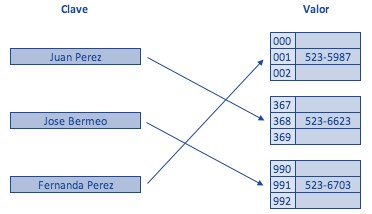 Clave
Valor
000
Juan Perez
001 523-5987
002
367
Jose Bermeo
368 523-6623
369
990
Fernanda Perez
991 523-6703
992